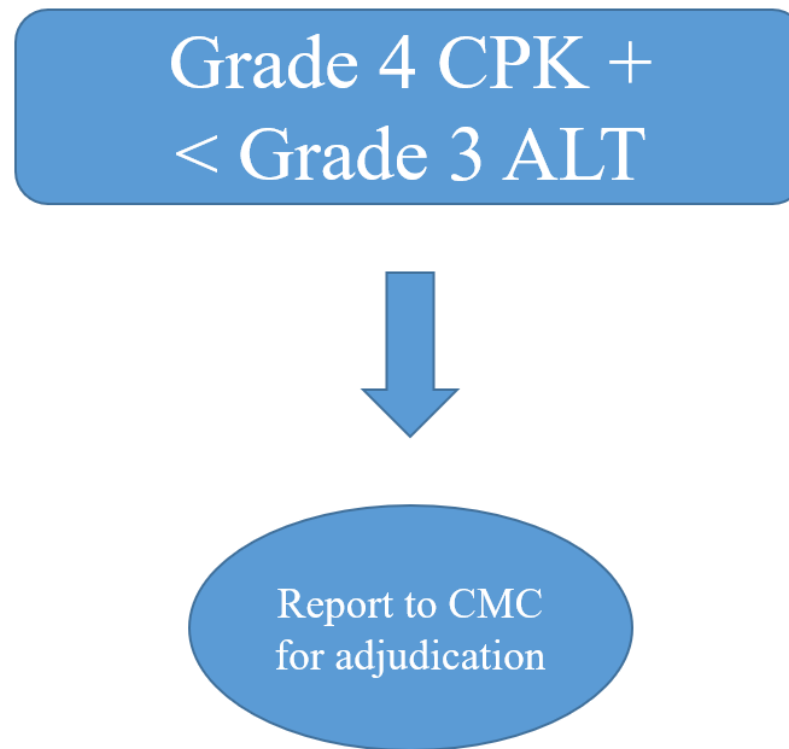 Grade 4 CPK +
< Grade 3 ALT
Report to CMC
for adjudication